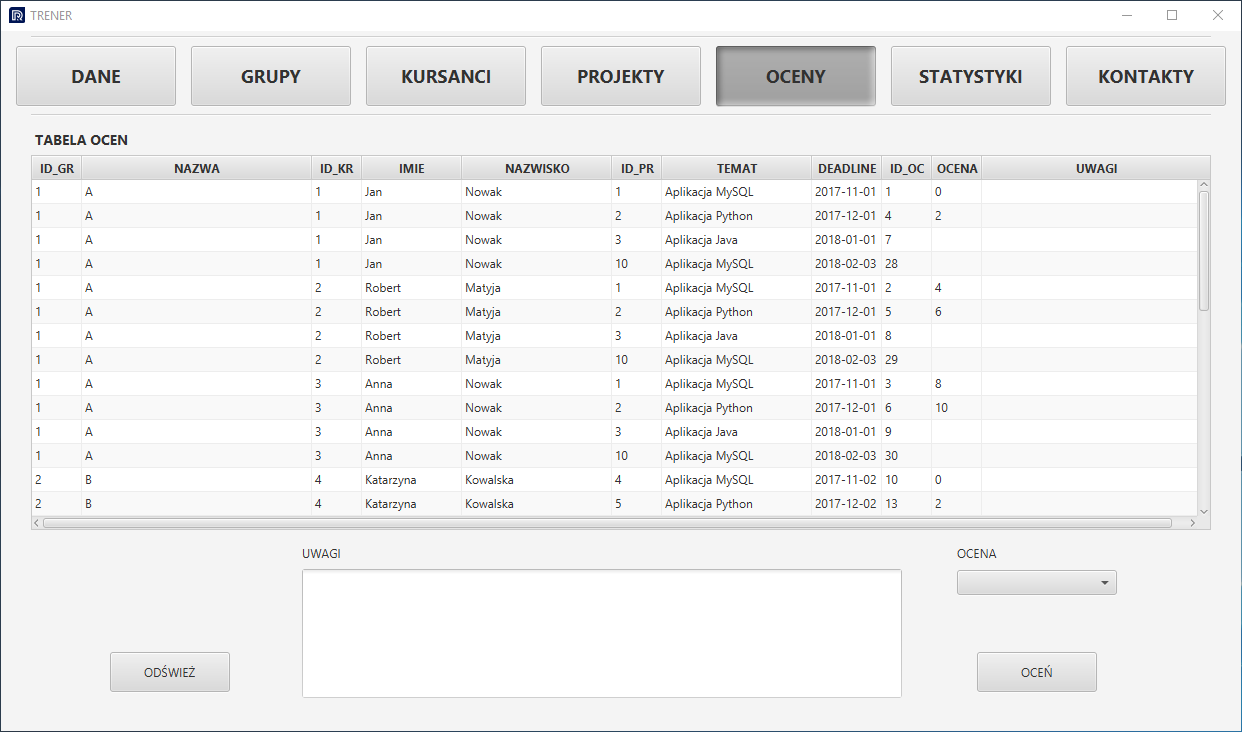 TRENER
DANE GRUPY KURSANCI PROJEKTY OCENY STATYSTYKI KONTAKTY
TABELA OCEN
ID_GR NAZWA ID_KR IMIE NAZWISKO ID_PR TEMAT DEADLINE ID_OC OCENA UWAGI
1 A 1 Jan Nowak 1 Aplikacja MySQL 2017-11-01 1 0
1 A 1 Jan Nowak 2 Aplikacja Python 2017-12-01 4 2
1 A 1 Jan Nowak 3 Aplikacja Java 2018-01-01 7
1 A 1 Jan Nowak 10 Aplikacja MySQL 2018-02-03 28
1 A 2 Robert Matyja 1 Aplikacja MySQL 2017-11-01 2 4
1 A 2 Robert Matyja 2 Aplikacja Python 2017-12-01 5 6
1 A 2 Robert Matyja 3 Aplikacja Java 2018-01-01 8
1 A 2 Robert Matyja 10 Aplikacja MySQL 2018-02-03 29
1 A 3 Anna Nowak 1 Aplikacja MySQL 2017-11-01 3 8
1 A 3 Anna Nowak 2 Aplikacja Python 2017-12-01 6 10
1 A 3 Anna Nowak 3 Aplikacja Java 2018-01-01 9
1 A 3 Anna Nowak 10 Aplikacja MySQL 2018-02-03 30
2 B 4 Katarzyna Kowalska 4 Aplikacja MySQL 2017-11-02 10 0
2 B 4 Katarzyna Kowalska 5 Aplikacja Python 2017-12-02 13 2
UWAGI OCENA
ODŚWIEŻ OCEŃ